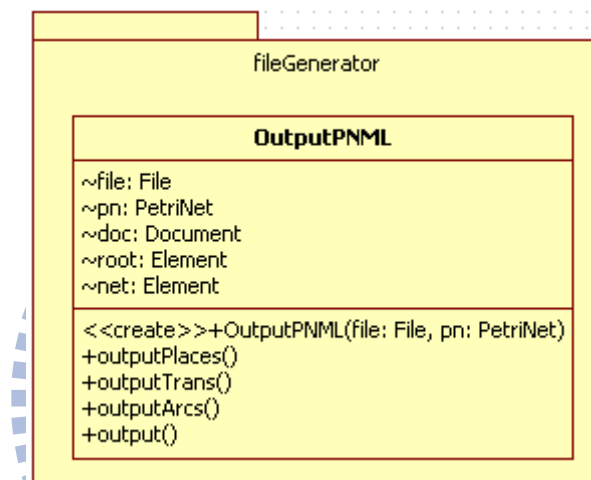 fileGenerator
OutputPNML
~file: File
~pn: PetriNet
~doc: Document
~root: Element
~net: Element
<<create>>+OutputPNML(file: File, pn: PetriNet)
+outputPlaces()
+outputTrans()
+outputArcs()
+output()